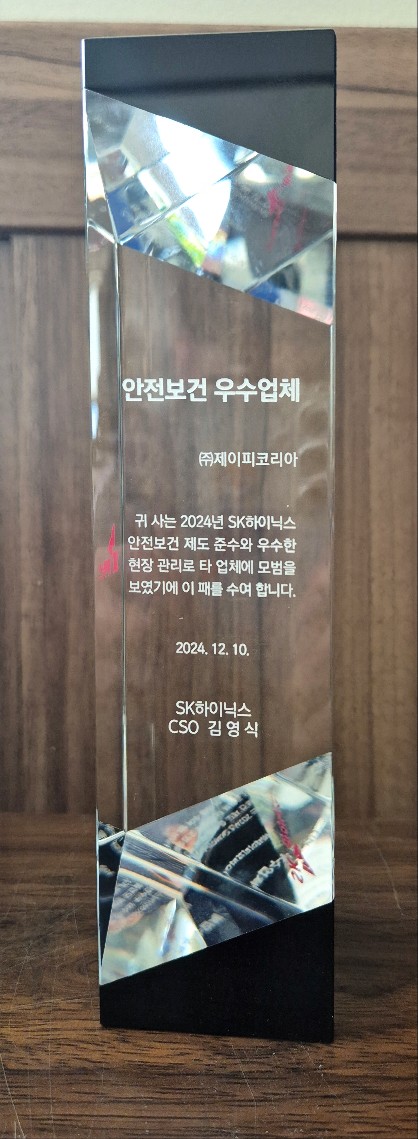 안전보건 우수업체
㈜제이피코리아
귀 사는 2024년 SK하이닉스
안전보건 제도 준수와 우수한
현장 관리로 타 업체에 모범을
보였기에 이 패를 수여 합니다.
2024. 12. 10.
SK하이닉스
CSO 김 영 식